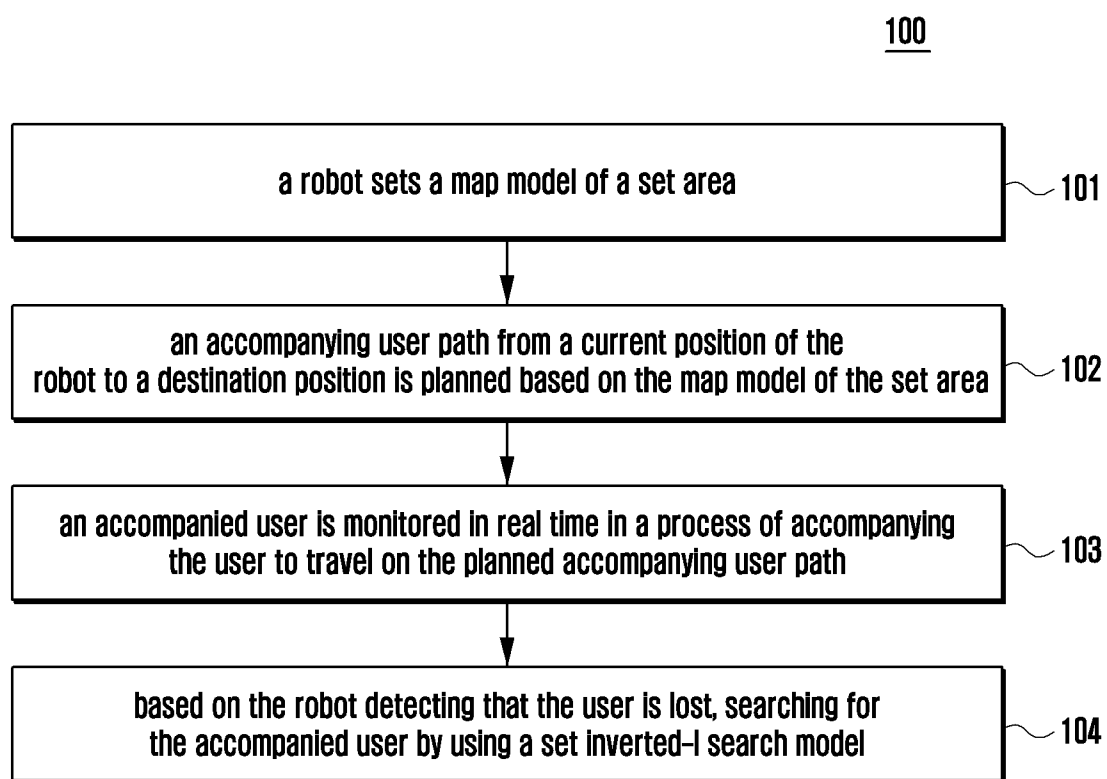 100
a robot sets a map model of a set area
101
an accompanying user path from a current position of the
robot to a destination position is planned based on the map model of the set area
102
an accompanied user is monitored in real time in a process of accompanying
the user to travel on the planned accompanying user path
103
based on the robot detecting that the user is lost, searching for
the accompanied user by using a set inverted-l search model
104